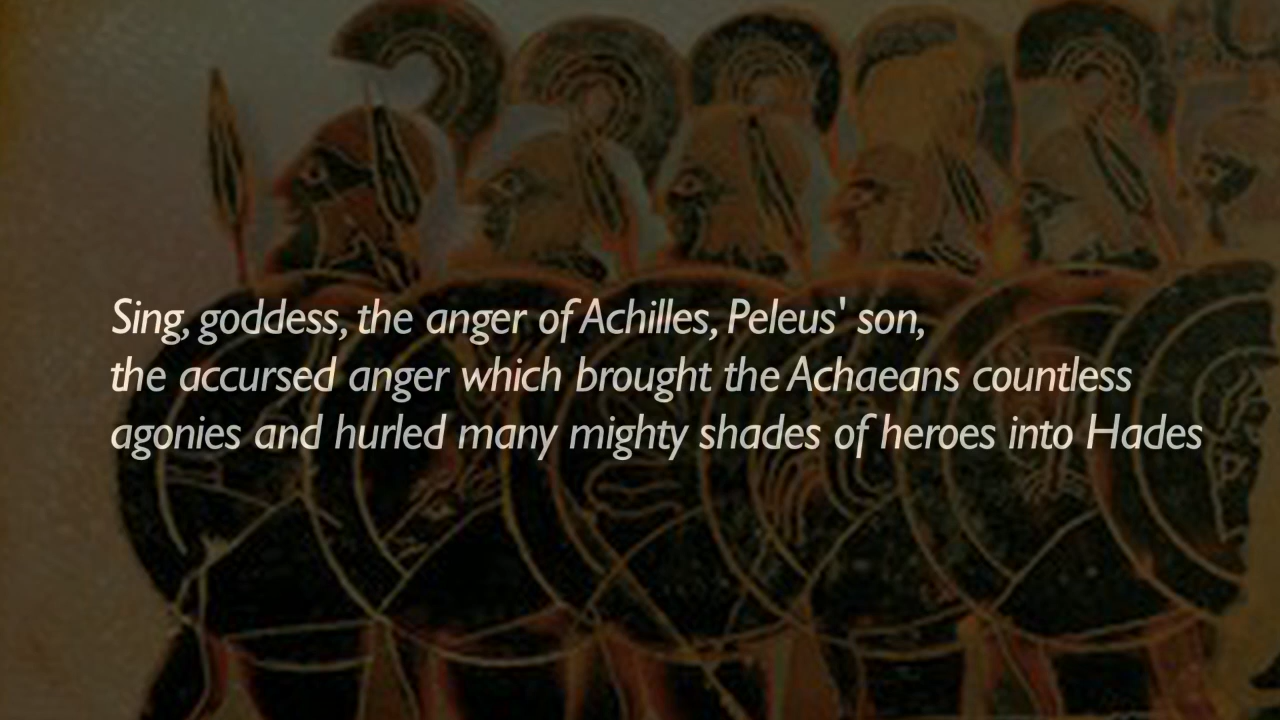 Sing, goddess, the anger of Achilles, Peleus' son,
the accursed anger which brought the Achaeans countless
agonies and hurled many mighty shades of heroes into Hades